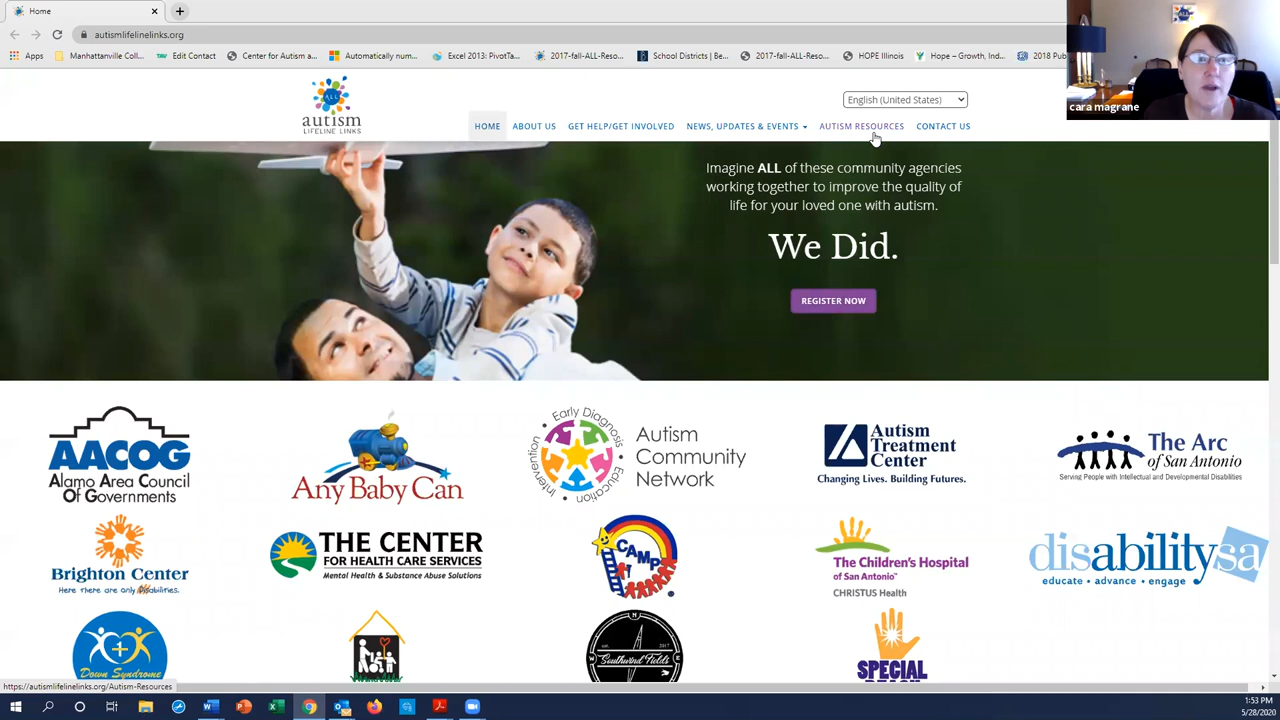 Home
autismlifelinelinks.org
Apps
Manhattanville Coll...
Edit Contact
Center for Autism a...
Automatically num...
Excel 2013: PivotTa...
2017-fall-ALL-Reso...
School Districts | Be...
2017-fall-ALL-Reso...
HOPE Illinois
Hope – Growth, Ind...
2018 Pub
cara magrane
ALL
autism
LIFELINE LINKS
English (United States)
HOME
ABOUT US
GET HELP/GET INVOLVED
NEWS, UPDATES & EVENTS
AUTISM RESOURCES
CONTACT US
Imagine ALL of these community agencies
working together to improve the quality of
life for your loved one with autism.
We Did.
REGISTER NOW
AACOG
Alamo Area Council
Of Governments
Any Baby Can
Early Diagnosis
Intervention
Education
Autism
Community
Network
Autism
Treatment
Center
Changing Lives. Building Futures.
The Arc
of San Antonio
Serving People with Intellectual and Developmental Disabilities
Brighton Center
Here there are only abilities.
THE CENTER
FOR HEALTH CARE SERVICES
Mental Health & Substance Abuse Solutions
CAMP
The Children's Hospital
of San Antonio™
CHRISTUS Health
disabilitysa
educate • advance • engage
Down Syndrome
est. 2017
W E
Southwind Fields
SPECIAL
REACH
https://autismlifelinelinks.org/Autism-Resources
1:53 PM
5/28/2020